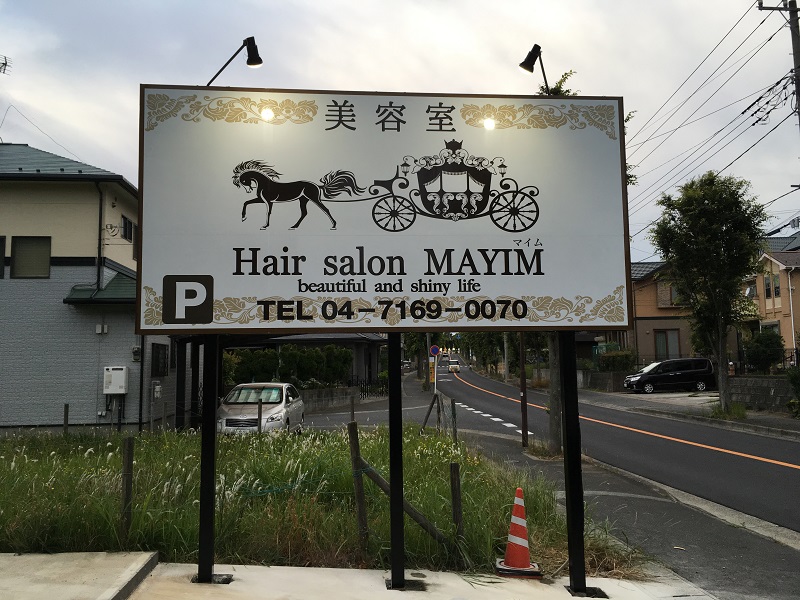 美容室
マイム
Hair salon MAYIM
beautiful and shiny life
P
TEL 04-7169-0070